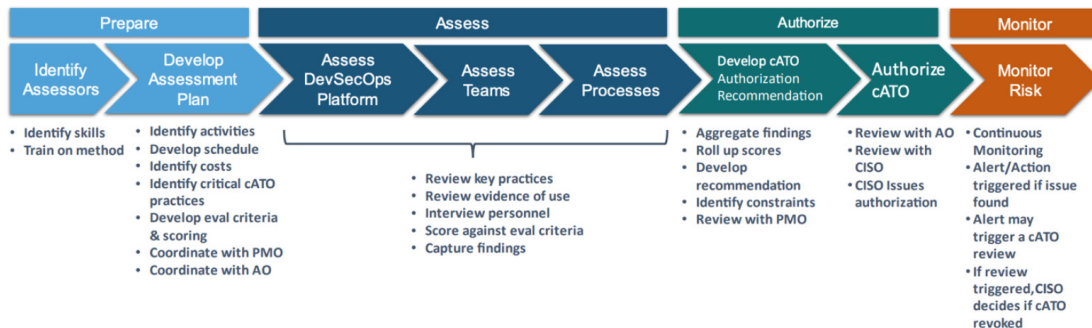 Prepare
Assess
Authorize
Monitor
Identify
Assessors
Develop
Assessment
Plan
Assess
DevSecOps
Platform
Assess
Teams
Assess
Processes
Develop cATO
Authorization
Recommendation
Authorize
cATO
Monitor
Risk
• Identify skills
• Train on method
• Identify activities
• Develop schedule
• Identify costs
• Identify critical cATO
practices
• Develop eval criteria
& scoring
• Coordinate with PMO
• Coordinate with AO
• Review key practices
• Review evidence of use
• Interview personnel
• Score against eval criteria
• Capture findings
• Aggregate findings
• Roll up scores
• Develop
recommendation
• Identify constraints
• Review with PMO
• Review with AO
• Review with
CISO
• CISO Issues
authorization
• Continuous
Monitoring
• Alert/Action
triggered if issue
found
• Alert may
trigger a cATO
review
• If review
triggered,CISO
decides if cATO
revoked